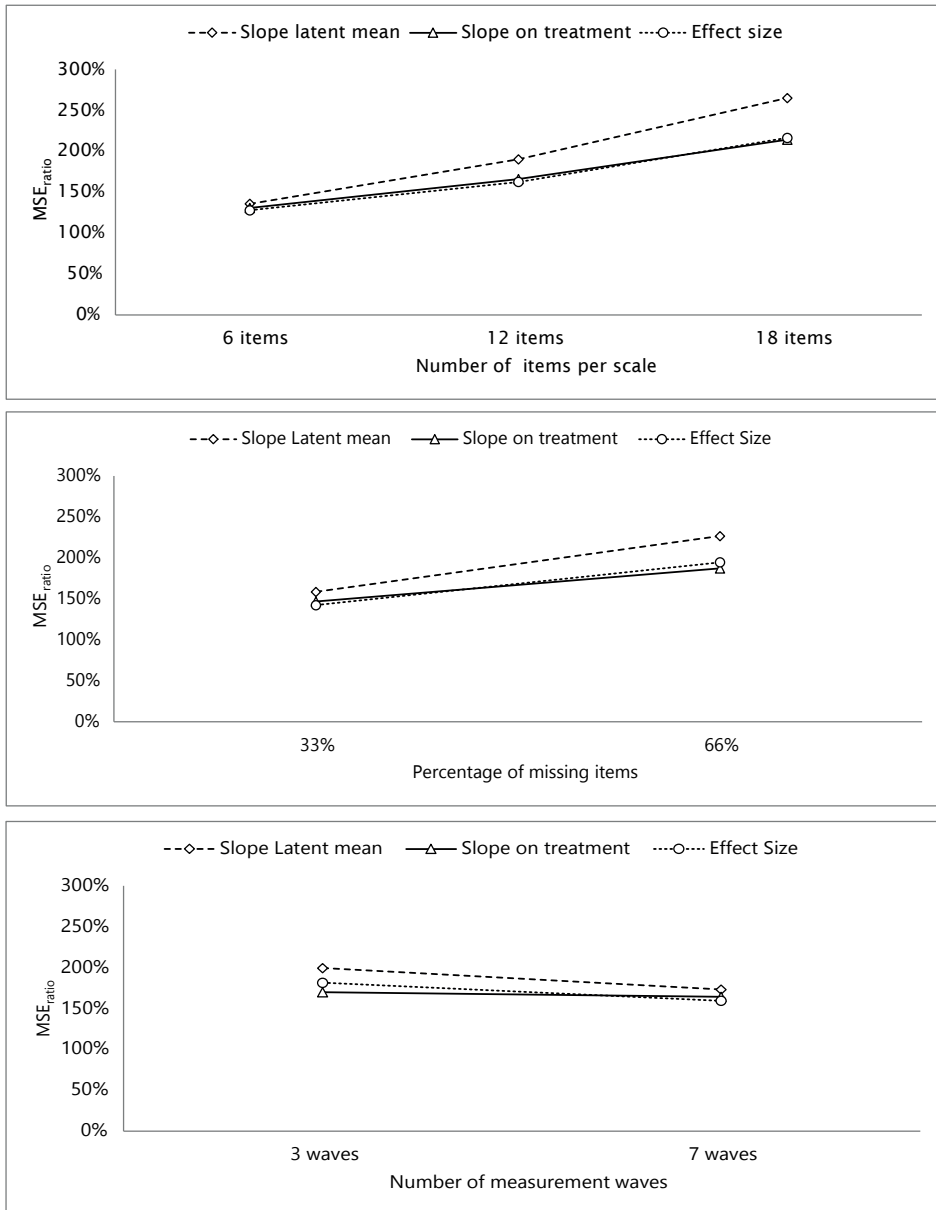 Slope latent mean Slope on treatment Effect size
300%
250%
200%
150%
100%
50%
0%
MSEratio
6 items 12 items 18 items
Number of items per scale
Slope Latent mean Slope on treatment Effect Size
300%
250%
200%
150%
100%
50%
0%
MSEratio
33% 66%
Percentage of missing items
Slope Latent mean Slope on treatment Effect Size
300%
250%
200%
150%
100%
50%
0%
MSEratio
3 waves 7 waves
Number of measurement waves